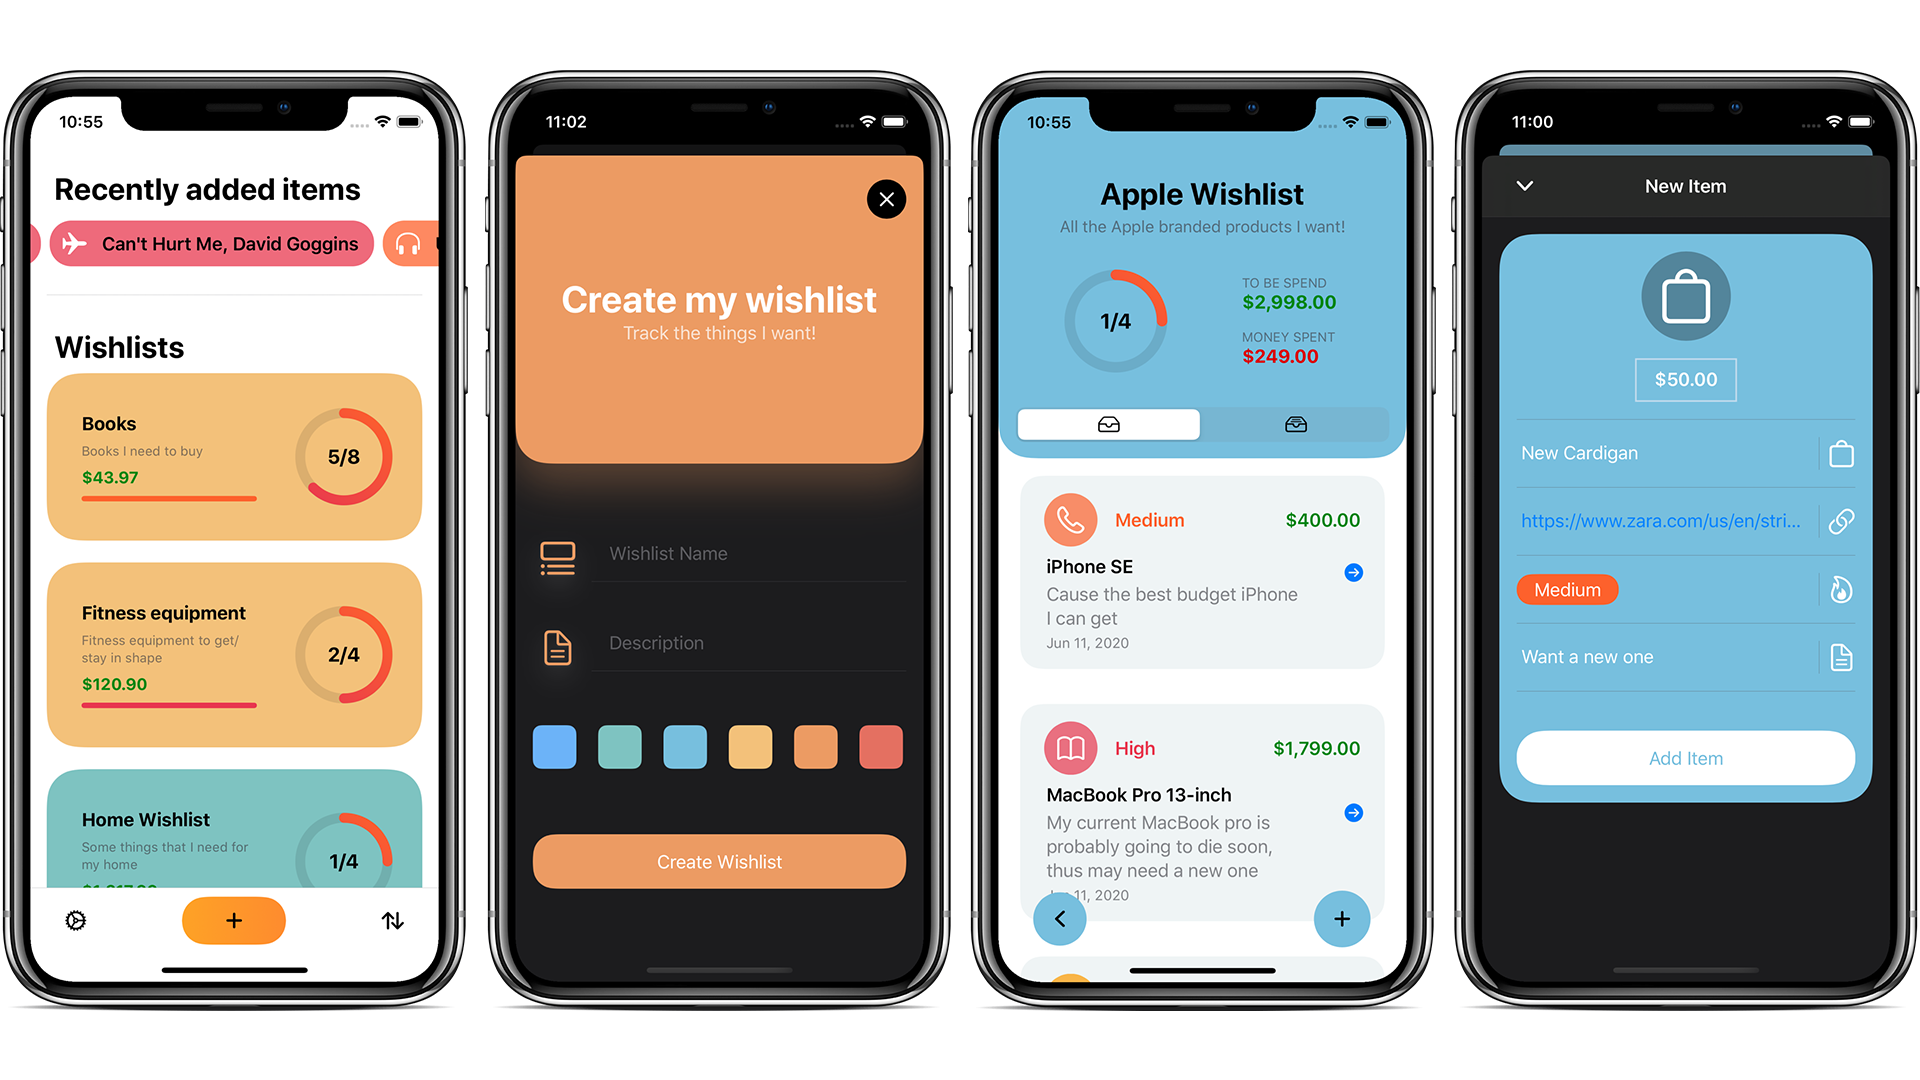 10:55
Recently added items
Can't Hurt Me, David Goggins
Wishlists
Books
Books I need to buy
$43.97
5/8
Fitness equipment
Fitness equipment to get/
stay in shape
$120.90
2/4
Home Wishlist
Some things that I need for
my home
1/4
11:02
Create my wishlist
Track the things I want!
Wishlist Name
Description
Create Wishlist
10:55
Apple Wishlist
All the Apple branded products I want!
1/4
TO BE SPEND
$2,998.00
MONEY SPENT
$249.00
Medium
$400.00
iPhone SE
Cause the best budget iPhone
I can get
Jun 11, 2020
High
$1,799.00
MacBook Pro 13-inch
My current MacBook pro is
probably going to die soon,
thus may need a new one
11, 2020
11:00
New Item
$50.00
New Cardigan
https://www.zara.com/us/en/stri...
Medium
Want a new one
Add Item